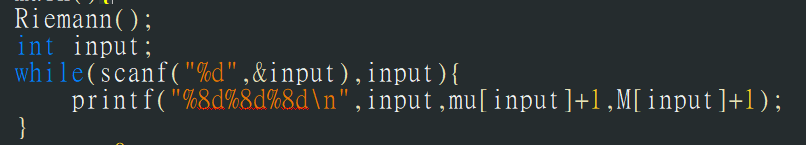 Riemann();
int input;
while(scanf("%d",&input),input){
printf("%8d%8d%8d\n",input,mu[input]+1,M[input]+1);
}